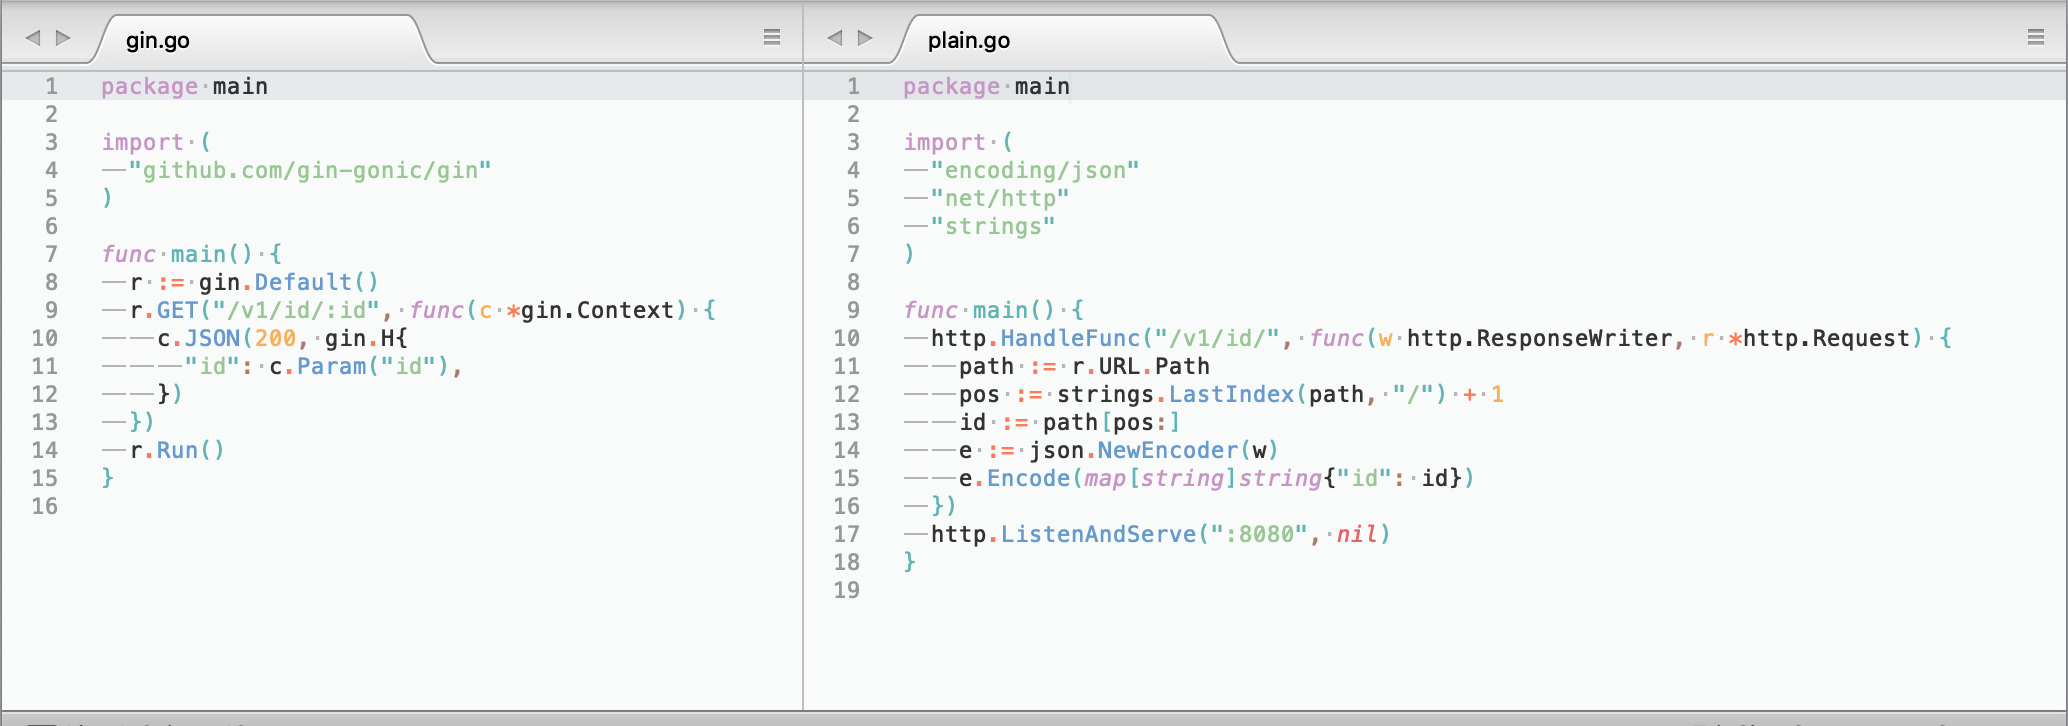 gin.go
1 package main
2
3 import (
4 	"github.com/gin-gonic/gin"
5 )
6
7 func main() {
8 	r := gin.Default()
9 	r.GET("/v1/id/:id", func(c *gin.Context) {
10 		c.JSON(200, gin.H{
11 			"id": c.Param("id"),
12 		})
13 	})
14 	r.Run()
15 }
16
plain.go
1 package main
2
3 import (
4 	"encoding/json"
5 	"net/http"
6 	"strings"
7 )
8
9 func main() {
10 	http.HandleFunc("/v1/id/", func(w http.ResponseWriter, r *http.Request) {
11 		path := r.URL.Path
12 		pos := strings.LastIndex(path, "/") + 1
13 		id := path[pos:]
14 		e := json.NewEncoder(w)
15 		e.Encode(map[string]string{"id": id})
16 	})
17 	http.ListenAndServe(":8080", nil)
18 }
19